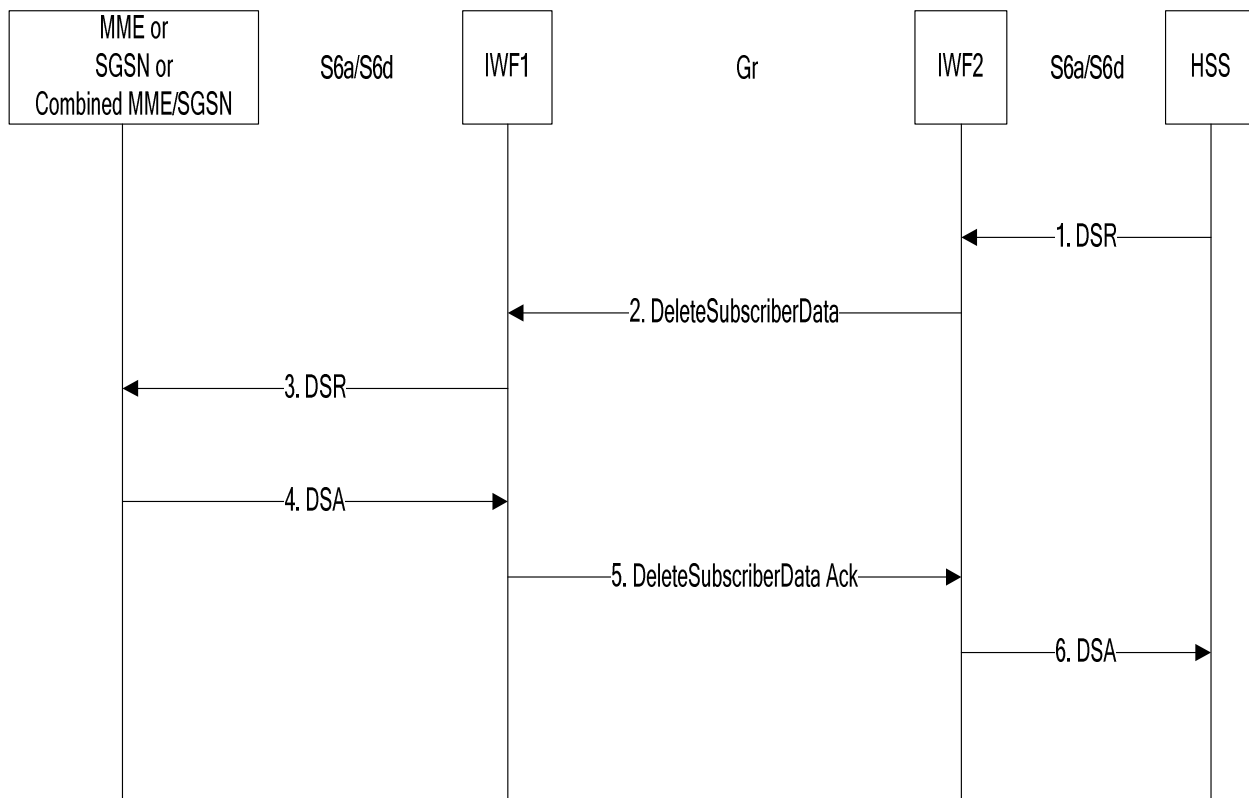 MME or
SGSN or
Combined MME/SGSN
S6a/S6d
IWF1
Gr
IWF2
S6a/S6d
HSS
1. DSR
2. DeleteSubscriberData
3. DSR
4. DSA
5. DeleteSubscriberData Ack
6. DSA